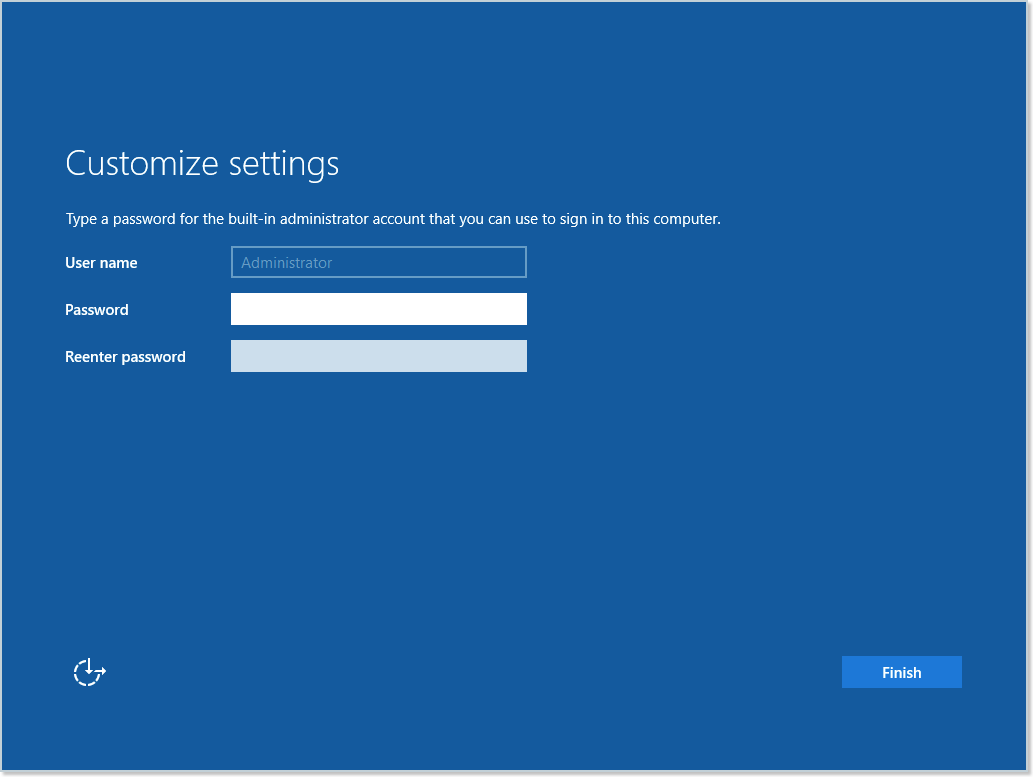 Customize settings
Type a password for the built-in administrator account that you can use to sign in to this computer.
User name
Administrator
Password
Reenter password
Finish